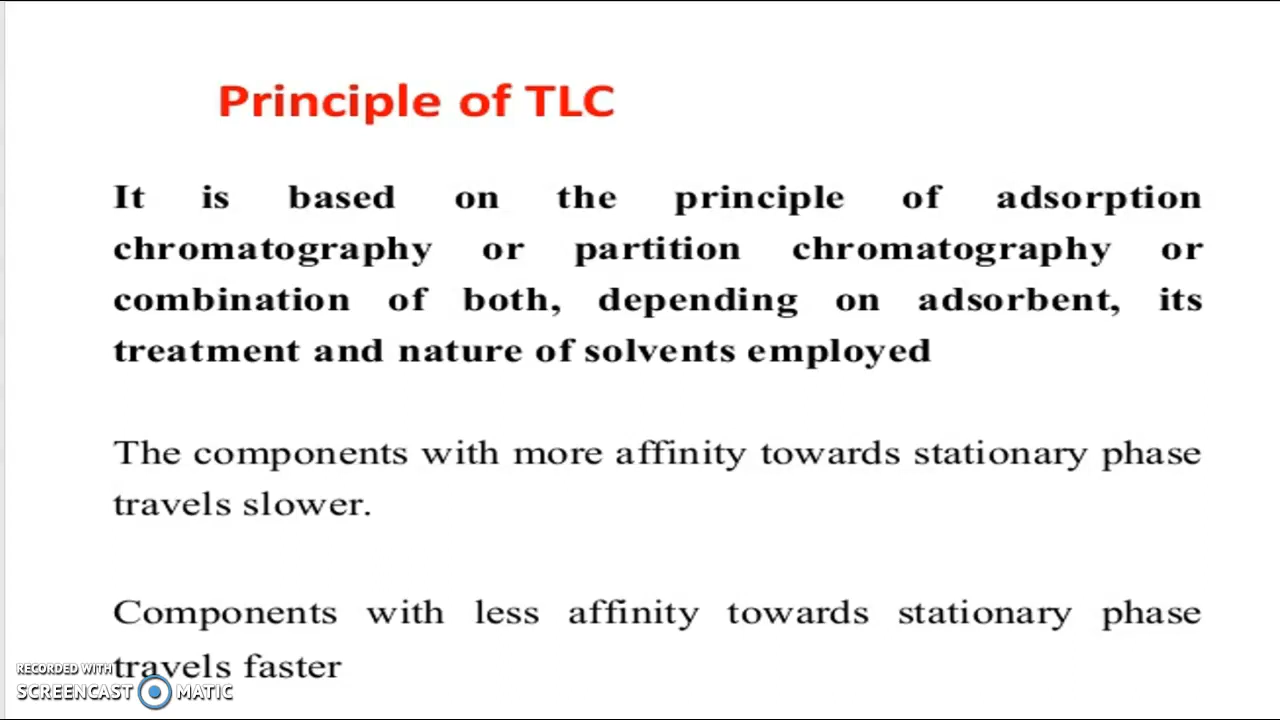 Principle of TLC
It is based on the principle of adsorption
chromatography or partition chromatography or
combination of both, depending on adsorbent, its
treatment and nature of solvents employed
The components with more affinity towards stationary phase
travels slower.
Components with less affinity towards stationary phase
travels faster
RECORDED WITH
SCREENCAST MATIC